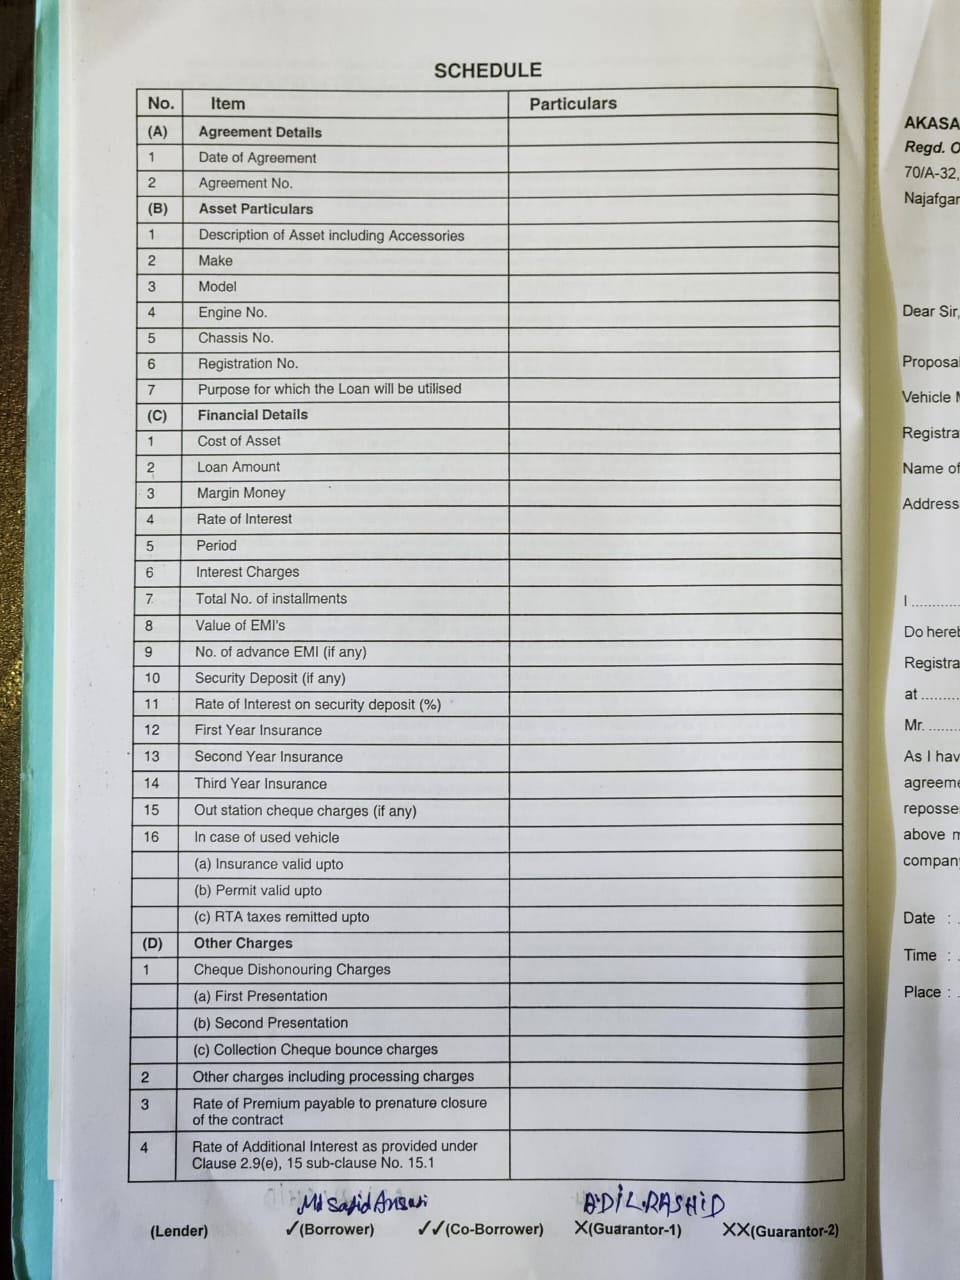 SCHEDULE
No. Item Particulars
(A) Agreement Details
1 Date of Agreement
2 Agreement No.
(B) Asset Particulars
1 Description of Asset including Accessories
2 Make
3 Model
4 Engine No.
5 Chassis No.
6 Registration No.
7 Purpose for which the Loan will be utilised
(C) Financial Details
1 Cost of Asset
2 Loan Amount
3 Margin Money
4 Rate of Interest
5 Period
6 Interest Charges
7 Total No. of installments
8 Value of EMI's
9 No. of advance EMI (if any)
10 Security Deposit (if any)
11 Rate of Interest on security deposit (%)
12 First Year Insurance
13 Second Year Insurance
14 Third Year Insurance
15 Out station cheque charges (if any)
16 In case of used vehicle
(a) Insurance valid upto
(b) Permit valid upto
(c) RTA taxes remitted upto
(D) Other Charges
1 Cheque Dishonouring Charges
(a) First Presentation
(b) Second Presentation
(c) Collection Cheque bounce charges
2 Other charges including processing charges
3 Rate of Premium payable to prenature closure
of the contract
4 Rate of Additional Interest as provided under
Clause 2.9(e), 15 sub-clause No. 15.1
Md Sajid Ansari ADIL RASHID
(Lender) ✓(Borrower) ✓✓(Co-Borrower) X(Guarantor-1) XX(Guarantor-2)
AKASA
Regd. O
70/A-32,
Najafgar
Dear Sir,
Proposal
Vehicle
Registra
Name of
Address
I ............
Do hereb
Registra
at ..........
Mr. ........
As I hav
agreeme
reposse
above
company
Date :
Time :
Place :